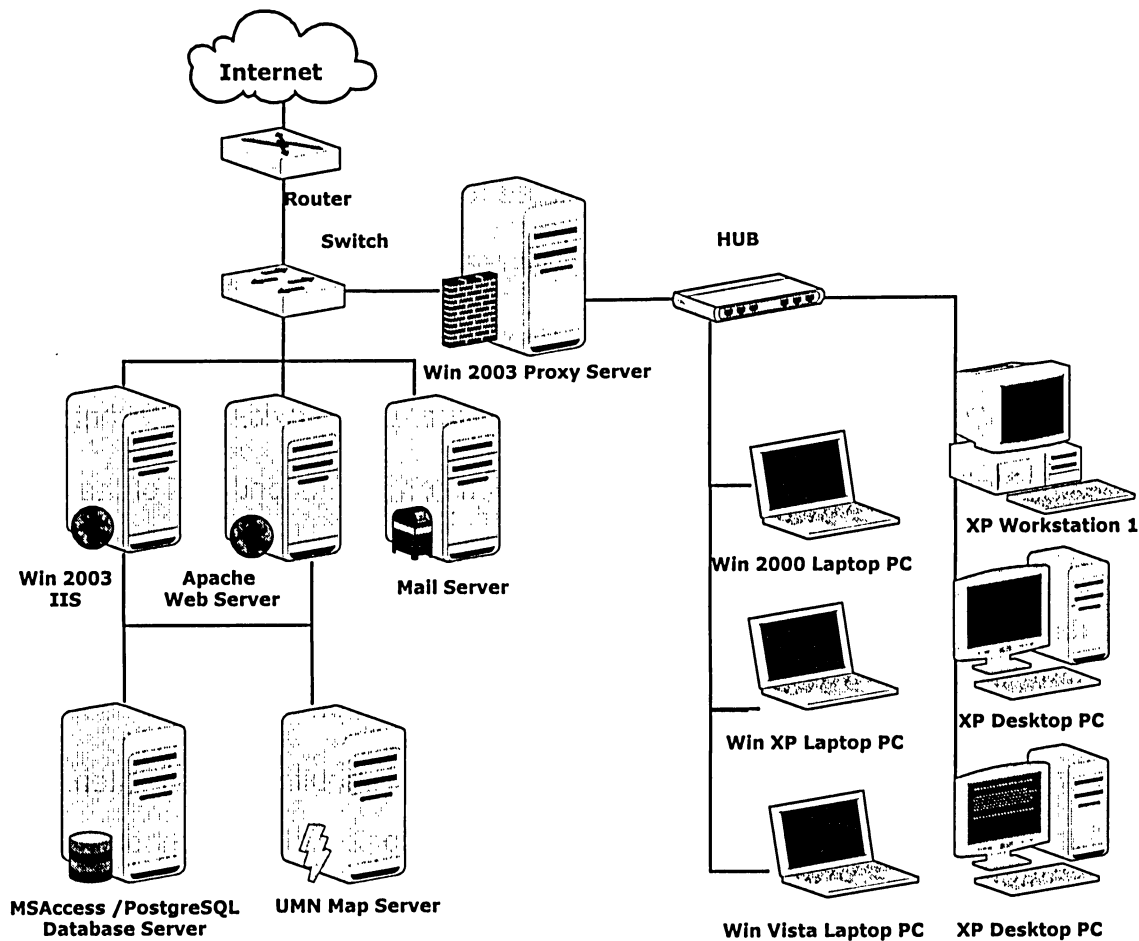 Internet
Router
Switch
HUB
Win 2003 Proxy Server
XP Workstation 1
Win 2003
IIS
Apache
Web Server
Mail Server
Win 2000 Laptop PC
XP Desktop PC
Win XP Laptop PC
MSAccess /PostgreSQL
Database Server
UMN Map Server
Win Vista Laptop PC
XP Desktop PC